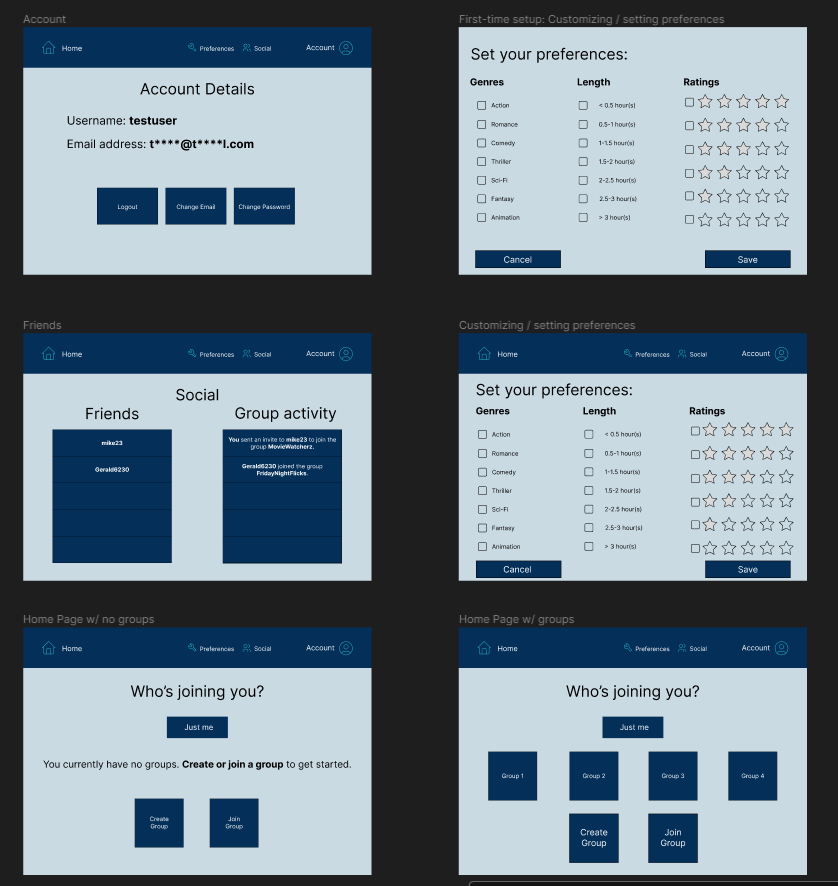 Account
Home
Preferences
Social
Account
Account Details
Username: testuser
Email address: t****@t****l.com
Logout
Change Email
Change Password
First-time setup: Customizing / setting preferences
Set your preferences:
Genres
Length
Ratings
Action
< 0.5 hour(s)
Romance
0.5-1 hour(s)
Comedy
1-1.5 hour(s)
Thriller
1.5-2 hour(s)
Sci-Fi
2-2.5 hour(s)
Fantasy
2.5-3 hour(s)
Animation
> 3 hour(s)
Cancel
Save
Friends
Home
Preferences
Social
Account
Social
Friends
Group activity
mike23
Gerald6230
You sent an invite to mike23 to join the
group MovieWatcherz.
Gerald6230 joined the group
FridayNightFlicks.
Customizing / setting preferences
Home
Preferences
Social
Account
Set your preferences:
Genres
Length
Ratings
Action
< 0.5 hour(s)
Romance
0.5-1 hour(s)
Comedy
1-1.5 hour(s)
Thriller
1.5-2 hour(s)
Sci-Fi
2-2.5 hour(s)
Fantasy
2.5-3 hour(s)
Animation
> 3 hour(s)
Cancel
Save
Home Page w/ no groups
Home
Preferences
Social
Account
Who's joining you?
Just me
You currently have no groups. Create or join a group to get started.
Create
Group
Join
Group
Home Page w/ groups
Home
Preferences
Social
Account
Who's joining you?
Just me
Group 1
Group 2
Group 3
Group 4
Create
Group
Join
Group